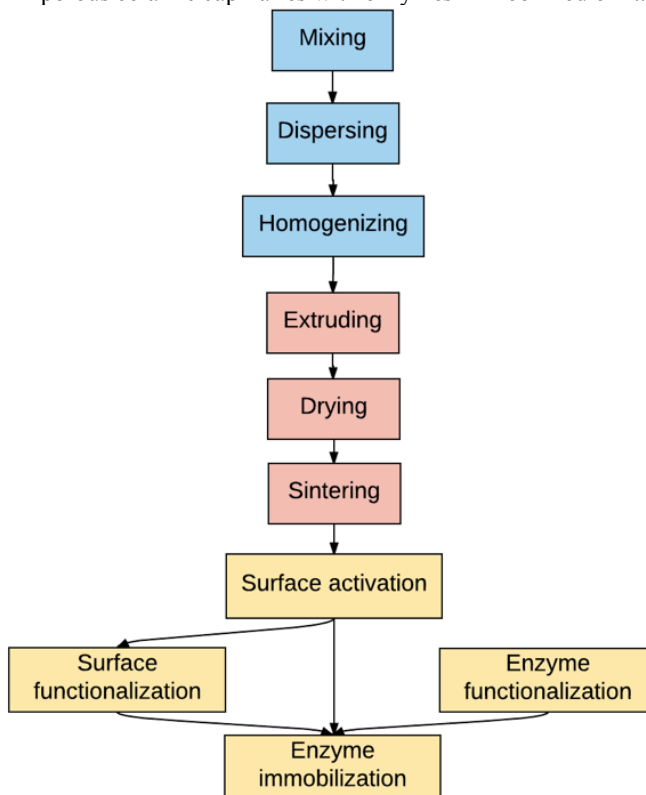 Mixing
Dispersing
Homogenizing
Extruding
Drying
Sintering
Surface activation
Surface
functionalization
Enzyme
functionalization
Enzyme
immobilization